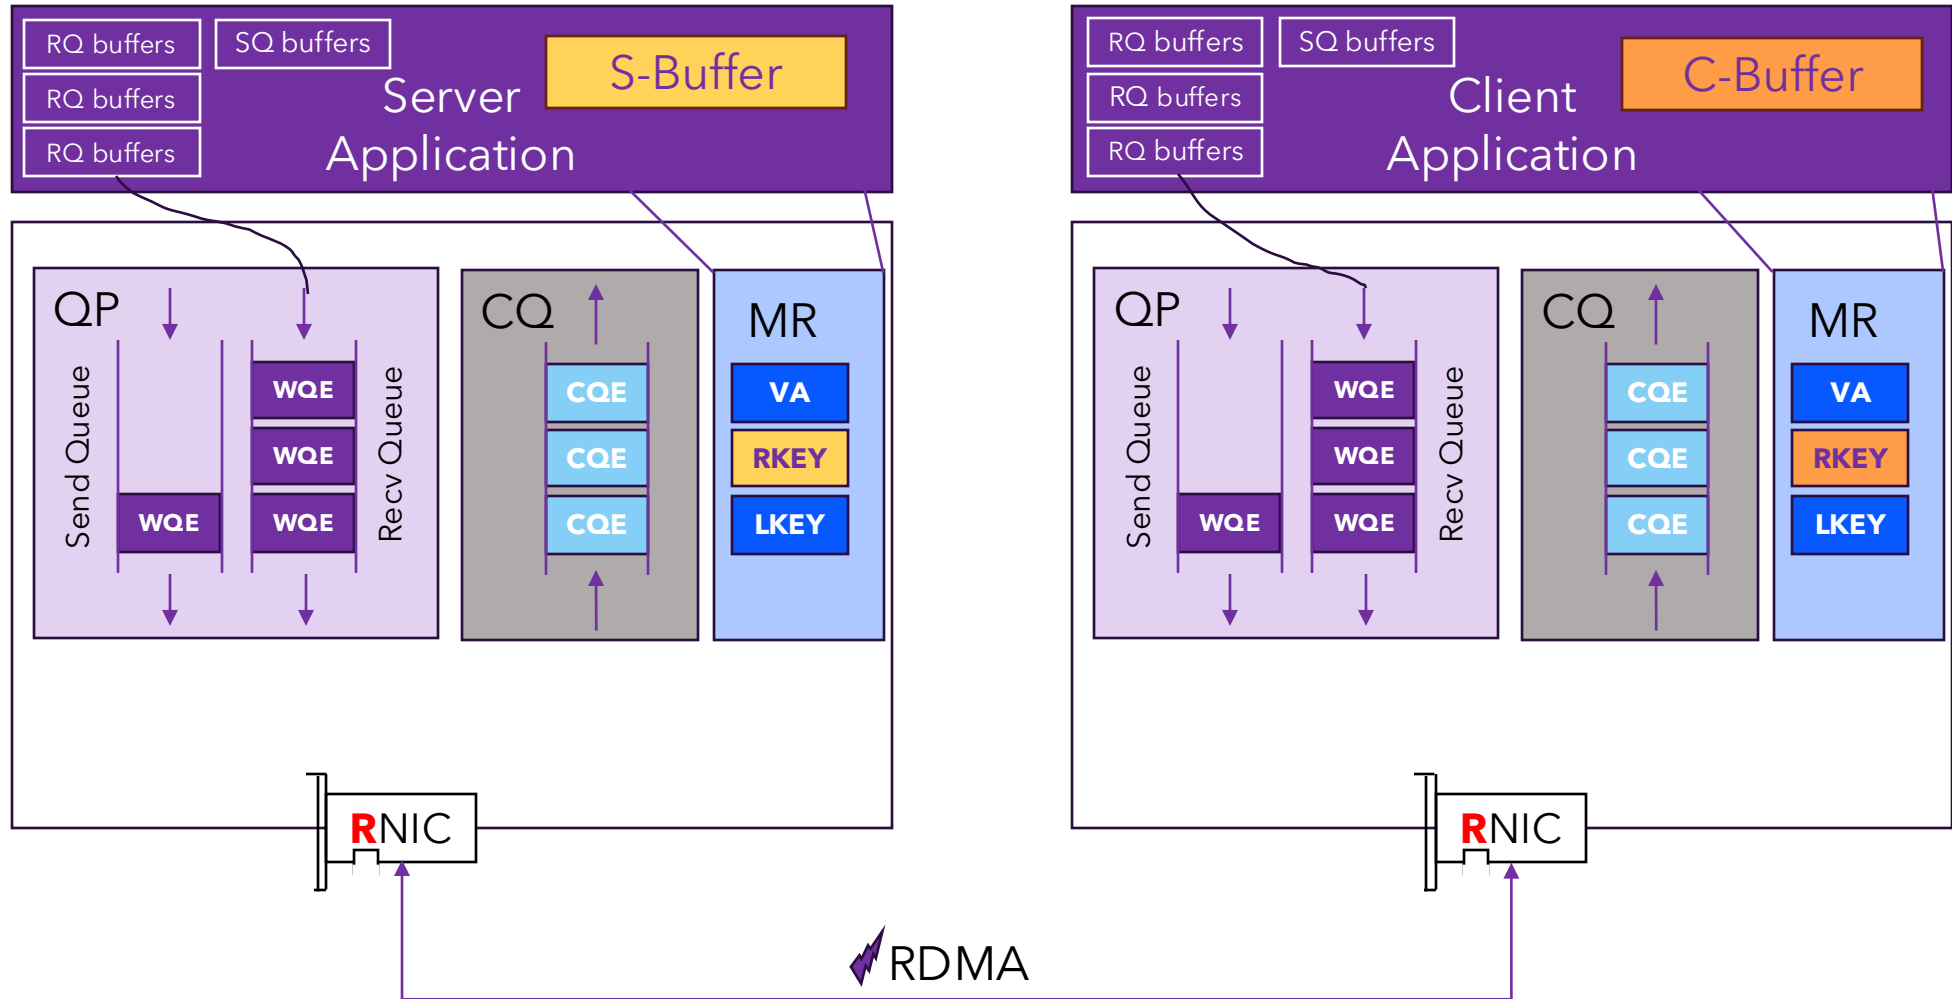 RQ buffers
SQ buffers
RQ buffers
RQ buffers
Server
Application
S-Buffer
QP
Send Queue
WQE
WQE
WQE
WQE
Recv Queue
CQ
CQE
CQE
CQE
MR
VA
RKEY
LKEY
RNIC
RQ buffers
SQ buffers
RQ buffers
RQ buffers
Client
Application
C-Buffer
QP
Send Queue
WQE
WQE
WQE
WQE
Recv Queue
CQ
CQE
CQE
CQE
MR
VA
RKEY
LKEY
RNIC
RDMA